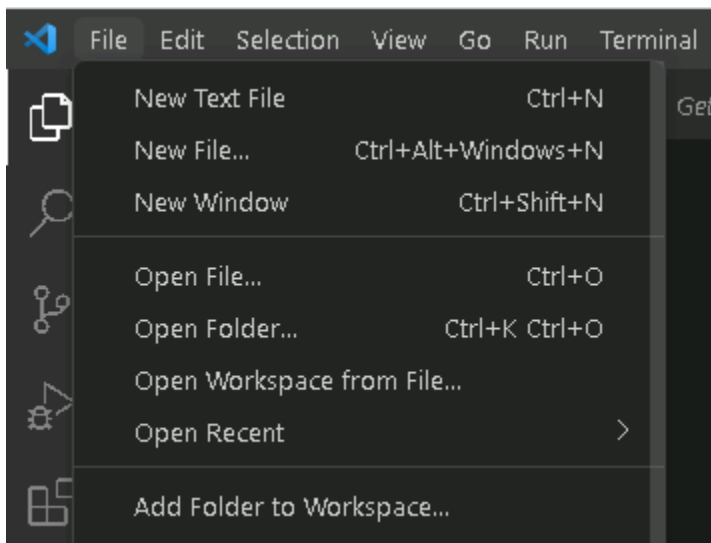 File Edit Selection View Go Run Terminal
New Text File Ctrl+N
New File... Ctrl+Alt+Windows+N
New Window Ctrl+Shift+N
Open File... Ctrl+O
Open Folder... Ctrl+K Ctrl+O
Open Workspace from File...
Open Recent
Add Folder to Workspace...